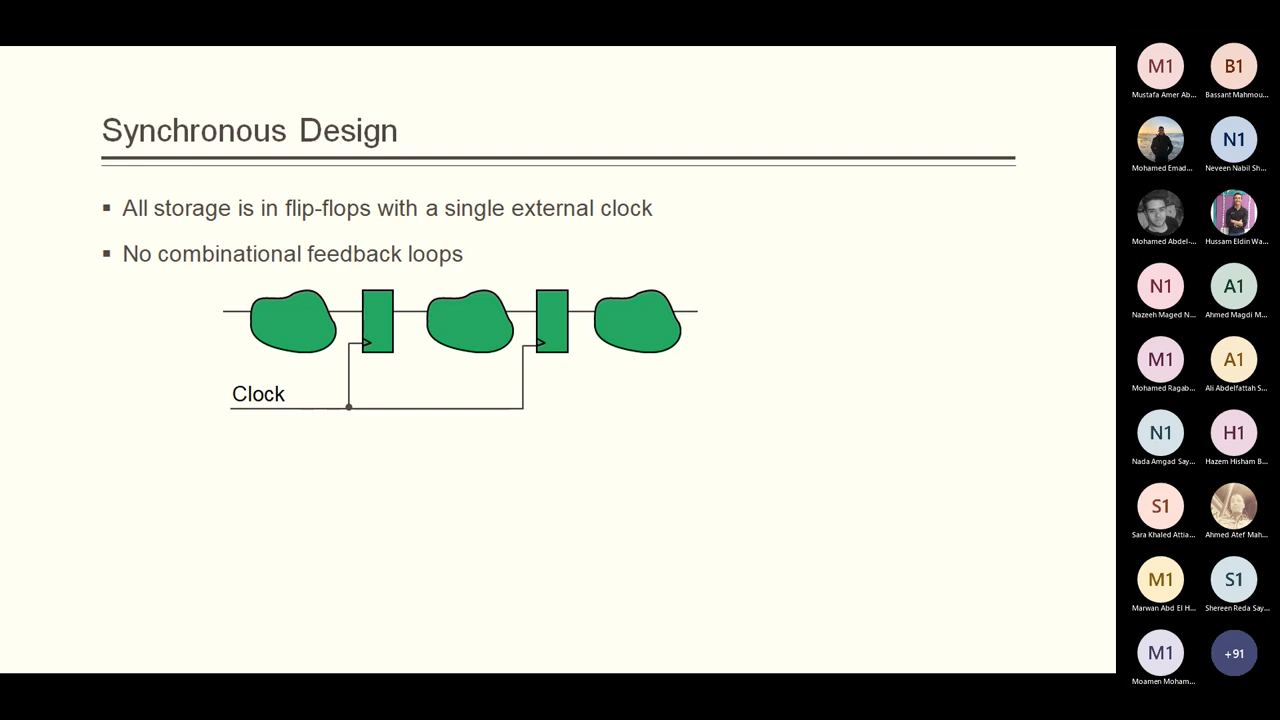 Synchronous Design
▪ All storage is in flip-flops with a single external clock
▪ No combinational feedback loops
Clock
M1
Mustafa Amer Ab...
B1
Bassant Mahmou...
Mohamed Emad...
N1
Neveen Nabil Sh...
Mohamed Abdel-...
Hussam Eldin Wa...
N1
Nazeeh Maged N...
A1
Ahmed Magdi M...
M1
Mohamed Ragab...
A1
Ali Abdelfattah S...
N1
Nada Amgad Say...
H1
Hazem Hisham B...
S1
Sara Khaled Attia...
Ahmed Atef Mah...
M1
Marwan Abd El H...
S1
Shereen Reda Say...
M1
Moamen Moham...
+91